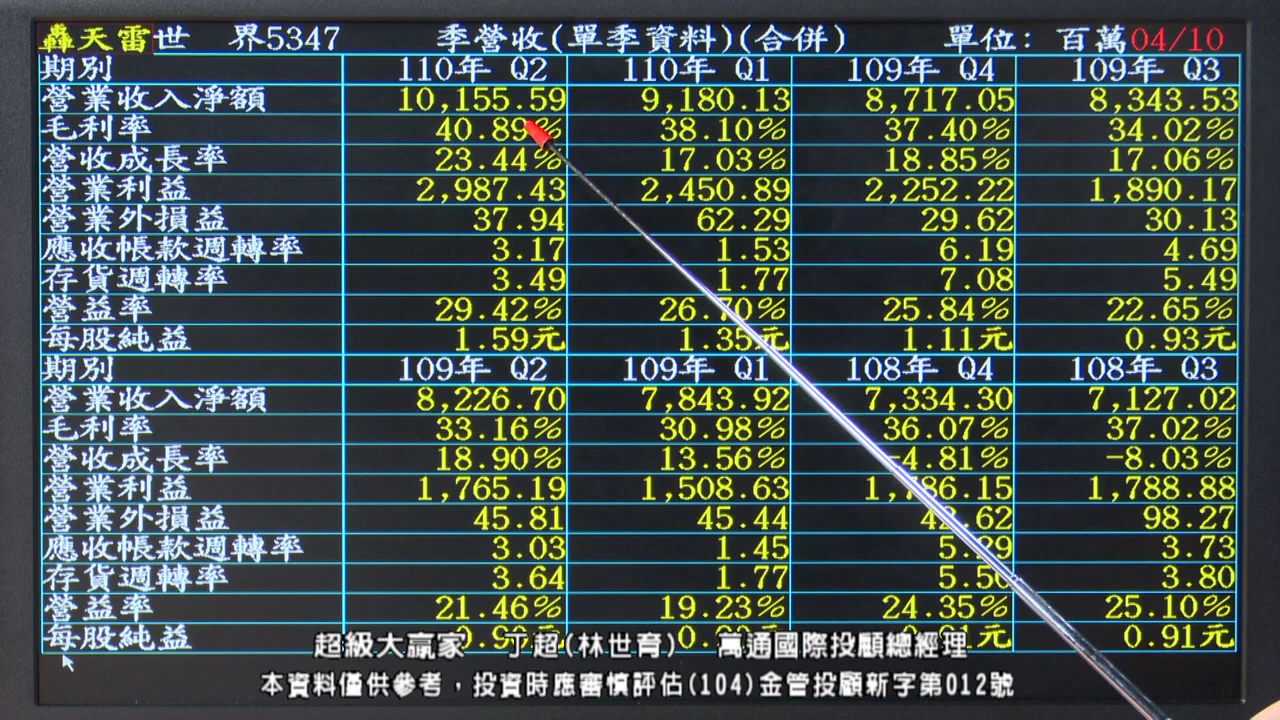 轟天雷世 界5347 季營收(單季資料)(合併) 單位: 百萬04/10
期別 110年 Q2 110年 Q1 109年 Q4 109年 Q3
營業收入淨額 10,155.59 9,180.13 8,717.05 8,343.53
毛利率 40.89% 38.10% 37.40% 34.02%
營收成長率 23.44% 17.03% 18.85% 17.06%
營業利益 2,987.43 2,450.89 2,252.22 1,890.17
營業外損益 37.94 62.29 29.62 30.13
應收帳款週轉率 3.17 1.53 6.19 4.69
存貨週轉率 3.49 1.77 7.08 5.49
營益率 29.42% 26.70% 25.84% 22.65%
每股純益 1.59元 1.35元 1.11元 0.93元
期別 109年 Q2 109年 Q1 108年 Q4 108年 Q3
營業收入淨額 8,226.70 7,843.92 7,334.30 7,127.02
毛利率 33.16% 30.98% 36.07% 37.02%
營收成長率 18.90% 13.56% -4.81% -8.03%
營業利益 1,765.19 1,508.63 1,786.15 1,788.88
營業外損益 45.81 45.44 42.62 98.27
應收帳款週轉率 3.03 1.45 5.29 3.73
存貨週轉率 3.64 1.77 5.50 3.80
營益率 21.46% 19.23% 24.35% 25.10%
每股純益 0.91元
超級大贏家 丁超(林世育) 萬通國際投顧總經理
本資料僅供參考，投資時應審慎評估(104)金管投顧新字第012號